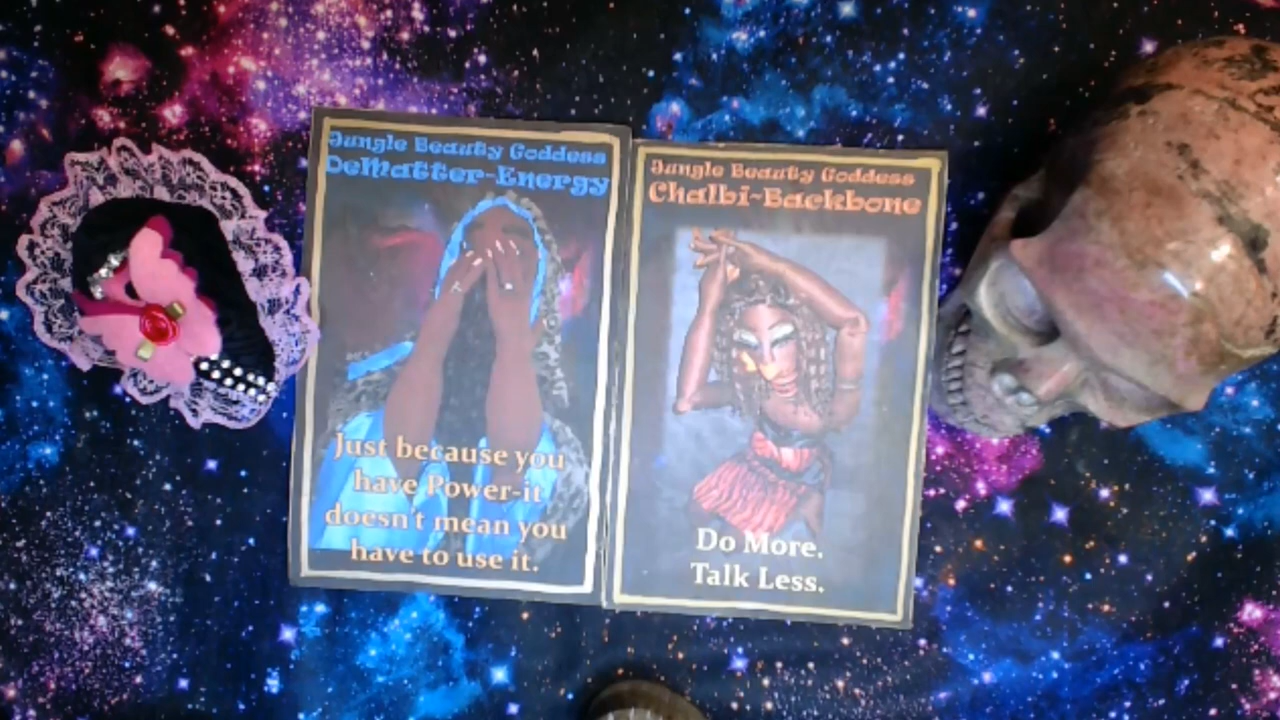 Jungle Beauty Goddess
DeMatter-Energy
Just because you
have Power-it
doesn't mean you
have to use it.
Jungle Beauty Goddess
Chalbi-Backbone
Do More.
Talk Less.